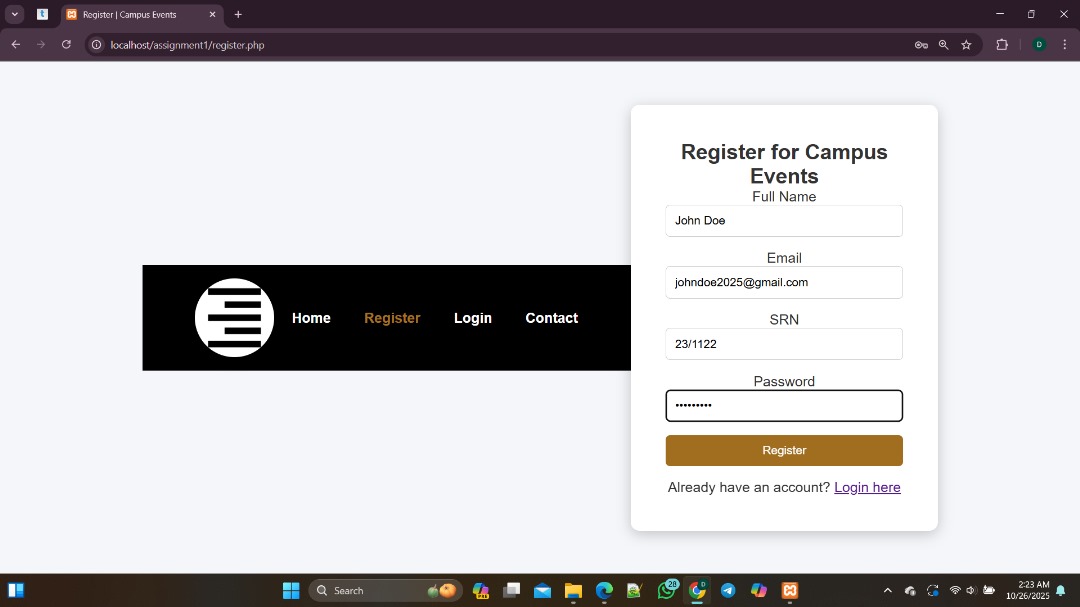 Register | Campus Events
localhost/assignment1/register.php
D
Register for Campus
Events
Full Name
John Doe
Email
johndoe2025@gmail.com
SRN
23/1122
Password
•••••••••
Register
Already have an account? Login here
Home Register Login Contact
Search
PRE
28
D
2:23 AM
10/26/2025